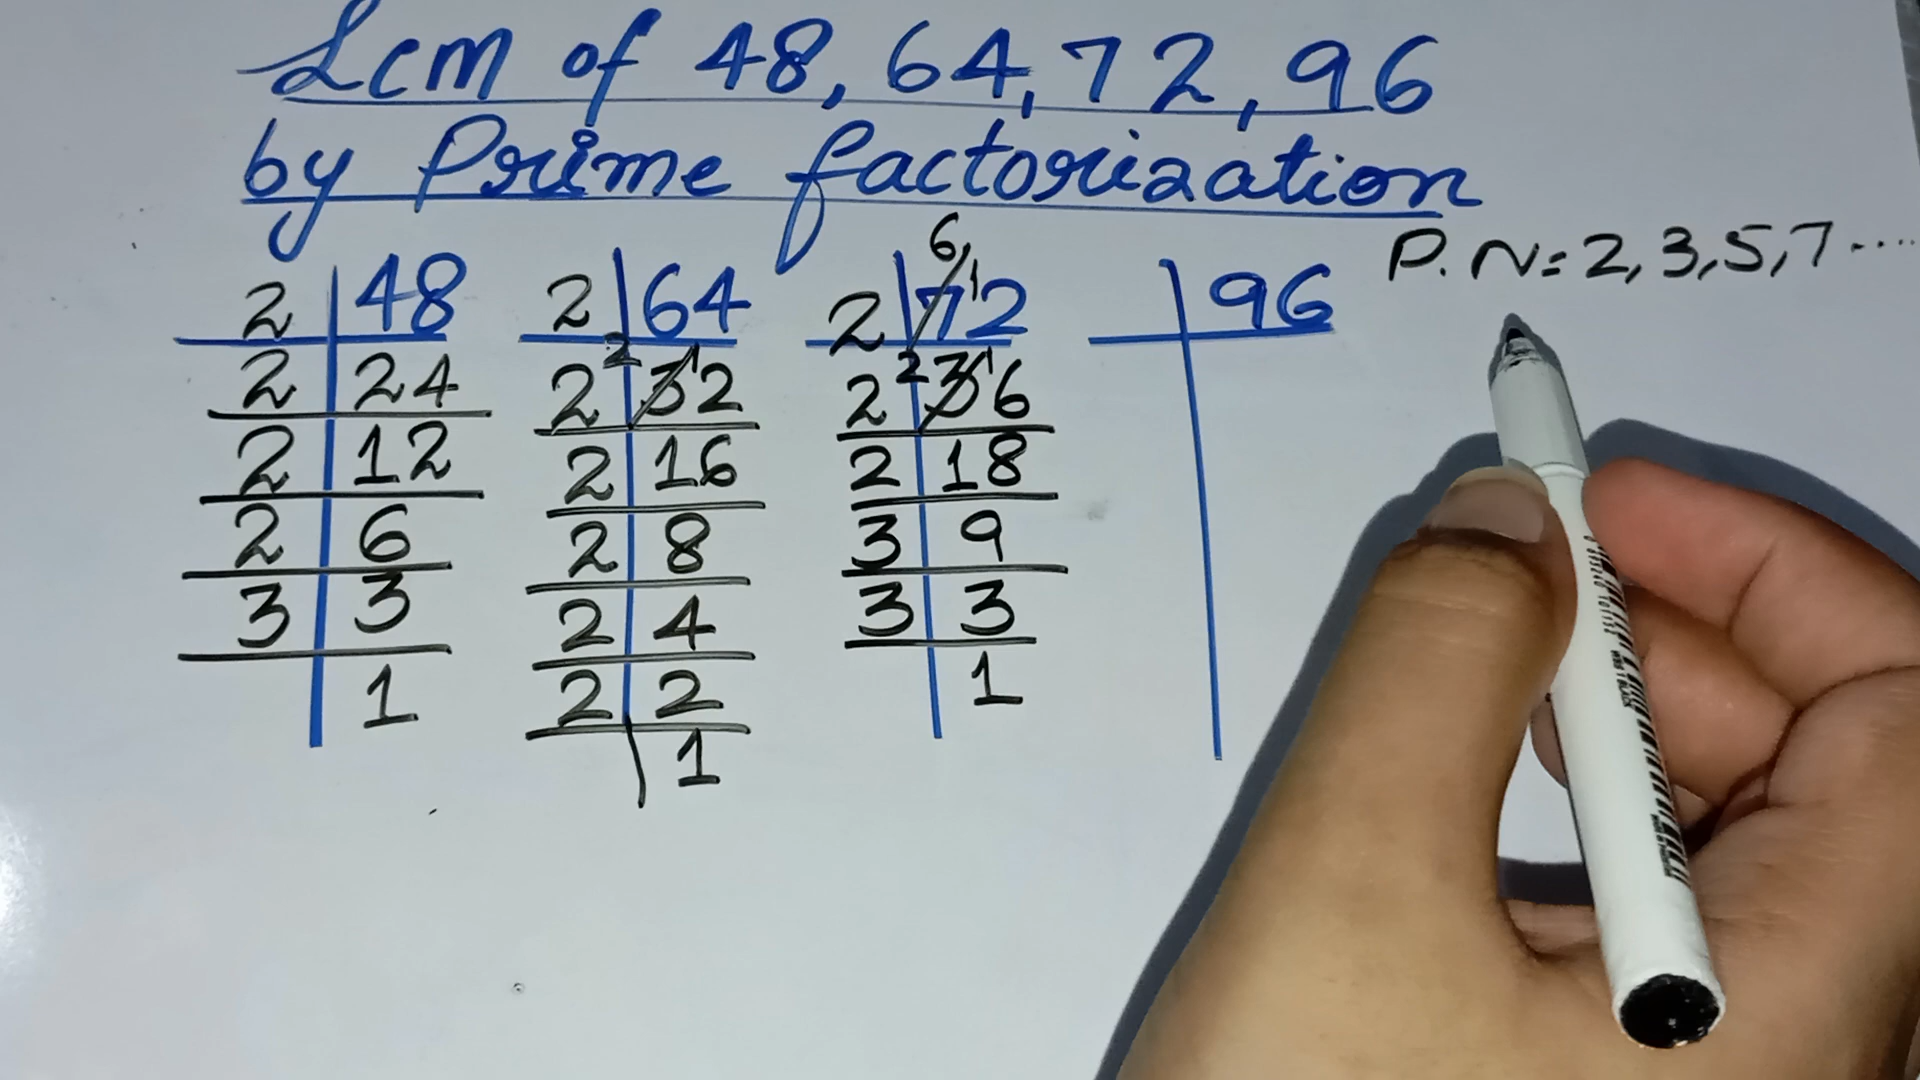 Lcm of 48, 64, 72, 96
by Prime factorization
P. N = 2, 3, 5, 7 ....
2 | 48
2 | 24
2 | 12
2 | 6
3 | 3
1
2 | 64
2 | 32
2 | 16
2 | 8
2 | 4
2 | 2
1
2 | 72
2 | 36
2 | 18
3 | 9
3 | 3
1
96